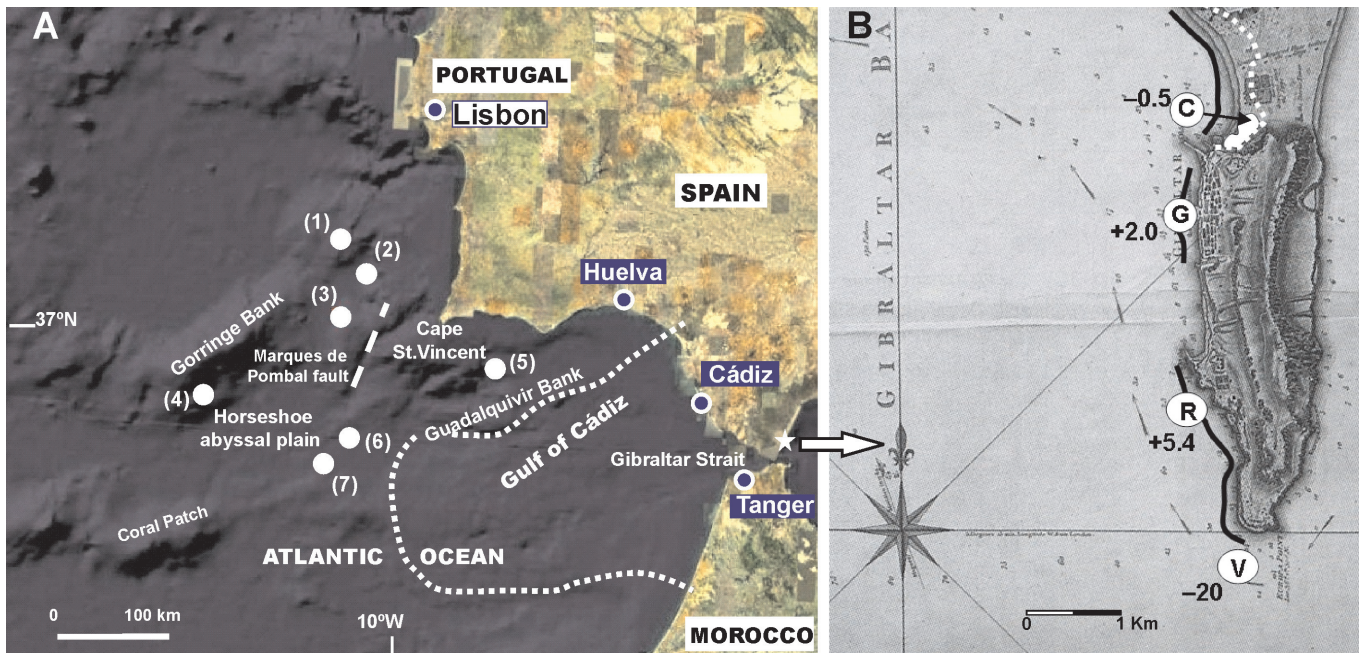 A
PORTUGAL
Lisbon
SPAIN
(1)
(2)
Huelva
(3)
37ºN
Gorringe Bank
Cape
St.Vincent
Marques de
Pombal fault
(5)
Guadalquivir Bank
Cádiz
(4)
Horseshoe
abyssal plain
(6)
Gulf of Cádiz
Gibraltar Strait
(7)
Tanger
Coral Patch
ATLANTIC OCEAN
0 100 km
10ºW
MOROCCO
B
GIBRALTAR BA
–0.5
C
G
+2.0
R
+5.4
V
–20
0 1 Km